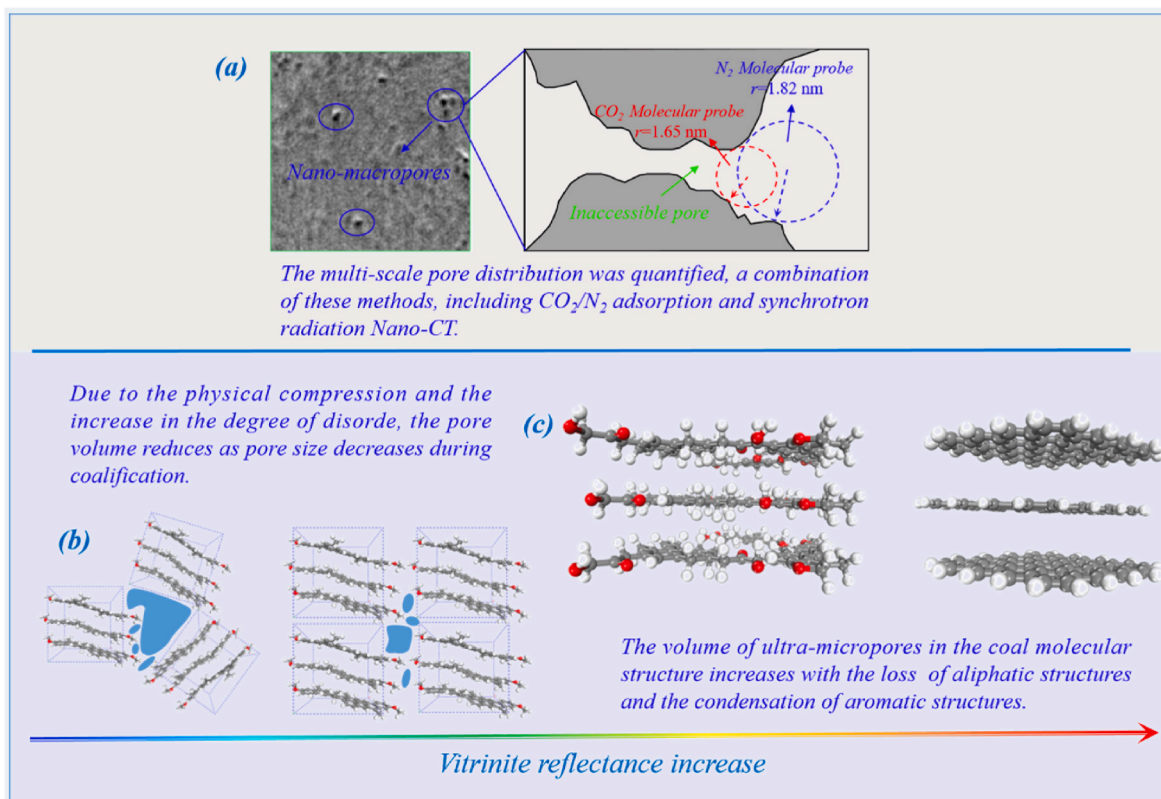 (a)
Nano-macropores
N2 Molecular probe
r=1.82 nm
CO2 Molecular probe
r=1.65 nm
Inaccessible pore
The multi-scale pore distribution was quantified, a combination
of these methods, including CO2/N2 adsorption and synchrotron
radiation Nano-CT.
Due to the physical compression and the
increase in the degree of disorde, the pore
volume reduces as pore size decreases during
coalification.
(b)
(c)
The volume of ultra-micropores in the coal molecular
structure increases with the loss of aliphatic structures
and the condensation of aromatic structures.
Vitrinite reflectance increase